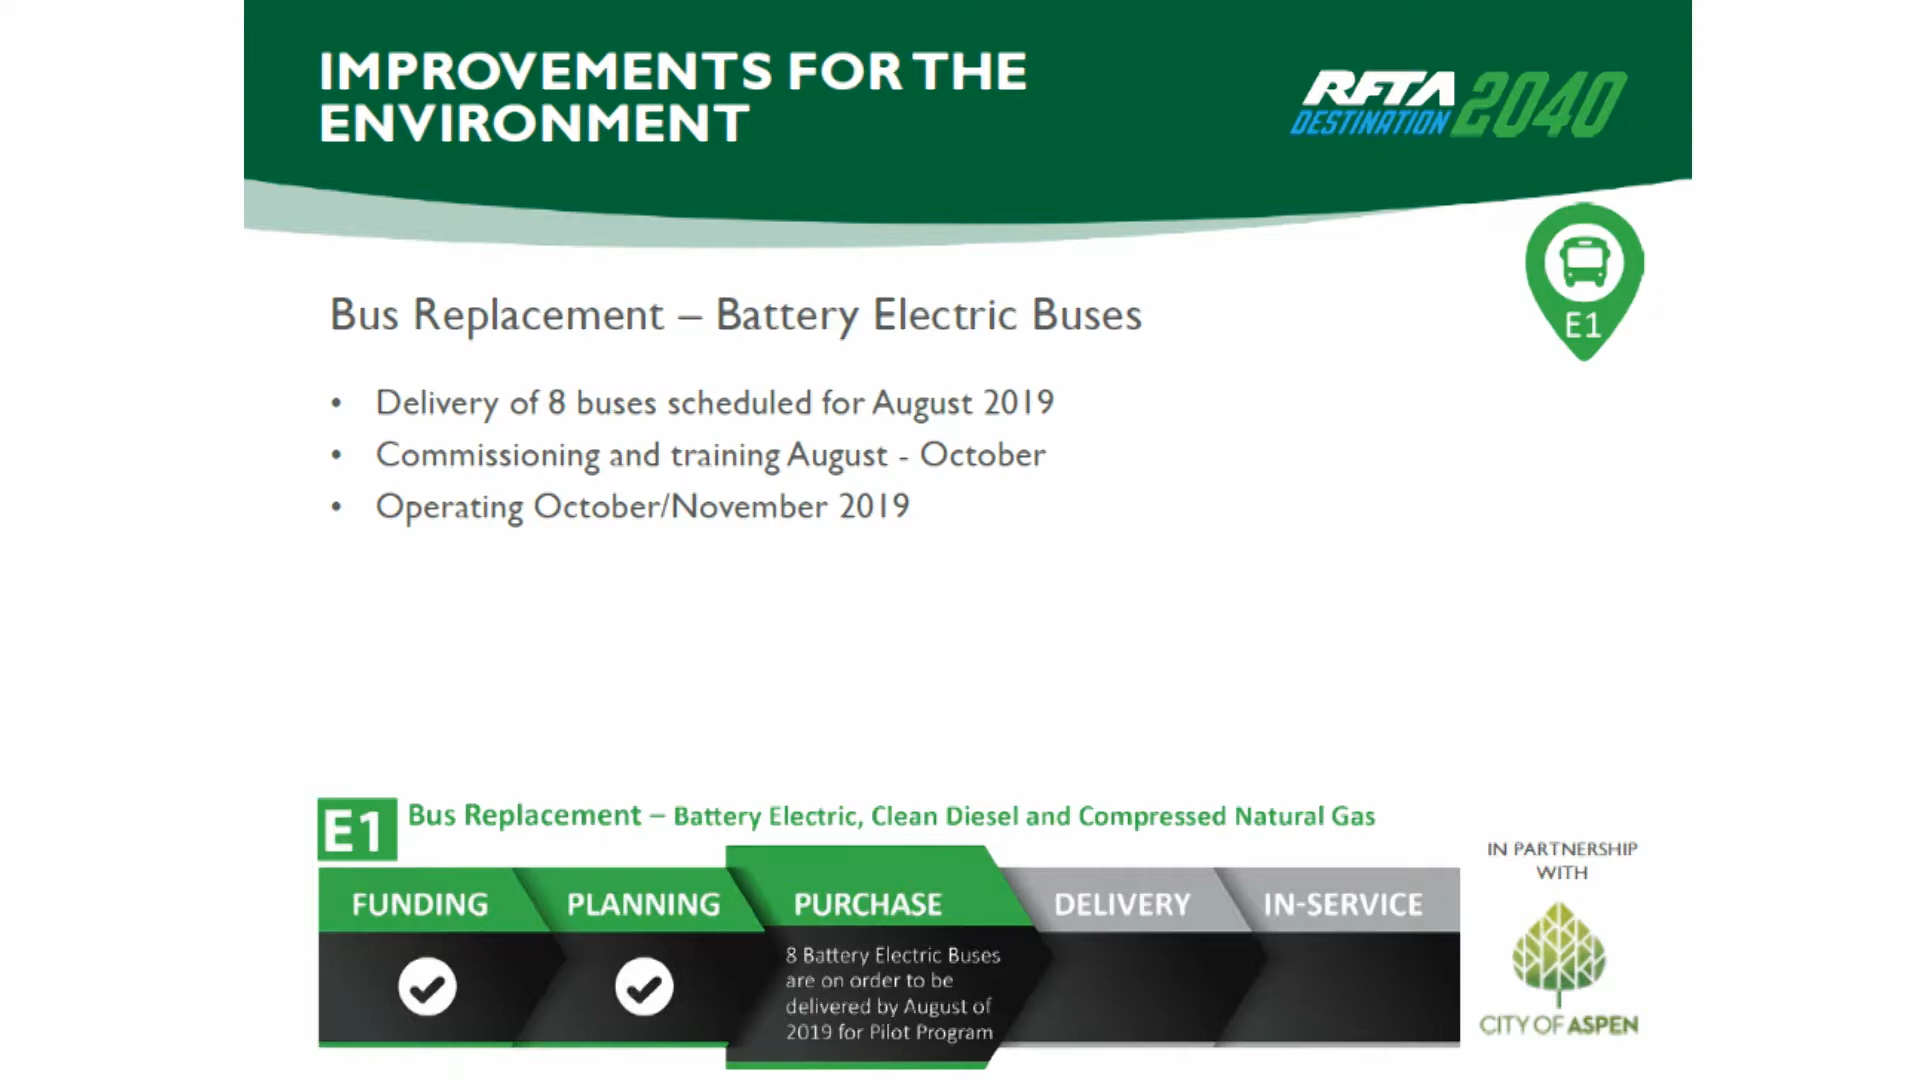 IMPROVEMENTS FOR THE
ENVIRONMENT
RFTA
DESTINATION 2040
E1
Bus Replacement – Battery Electric Buses
• Delivery of 8 buses scheduled for August 2019
• Commissioning and training August - October
• Operating October/November 2019
E1 Bus Replacement – Battery Electric, Clean Diesel and Compressed Natural Gas
FUNDING
PLANNING
PURCHASE
DELIVERY
IN-SERVICE
8 Battery Electric Buses
are on order to be
delivered by August of
2019 for Pilot Program
IN PARTNERSHIP
WITH
CITY OF ASPEN